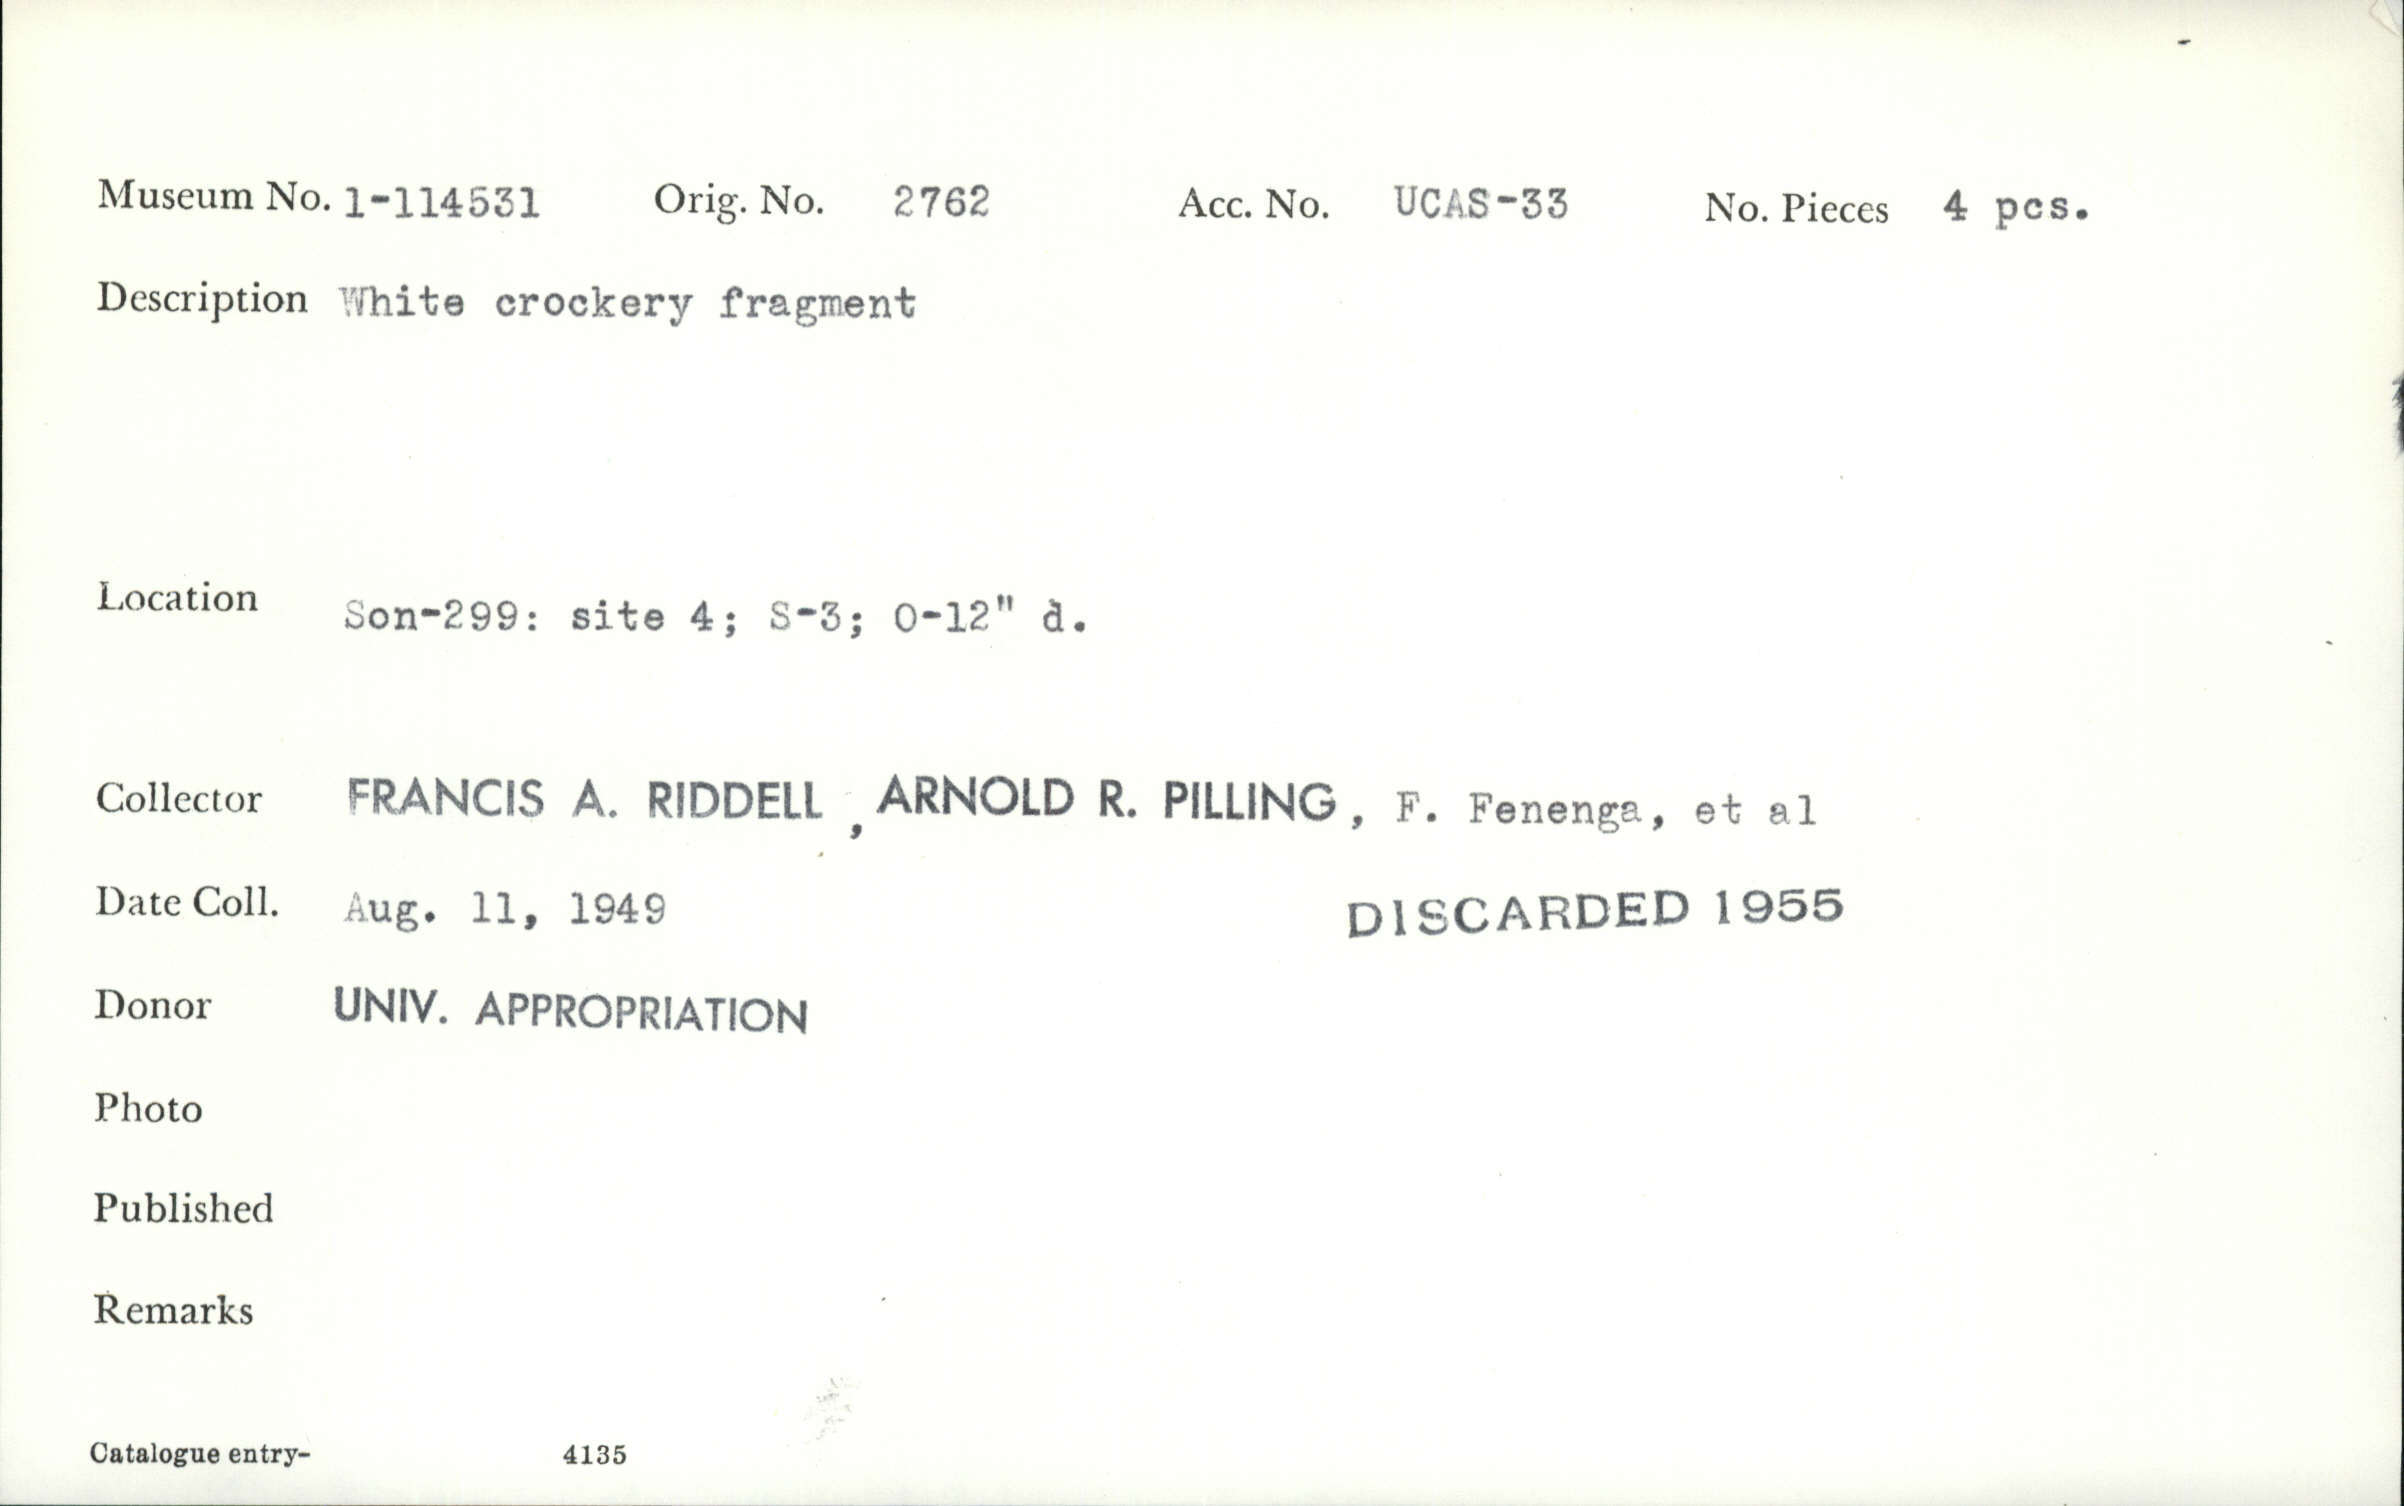 Museum No. 1-114531 Orig. No. 2762 Acc. No. UCAS-33 No. Pieces 4 pcs.
Description White crockery fragment
Location Son-299: site 4; S-3; 0-12" d.
Collector FRANCIS A. RIDDELL, ARNOLD R. PILLING, F. Fenenga, et al
Date Coll. Aug. 11, 1949 DISCARDED 1955
Donor UNIV. APPROPRIATION
Photo
Published
Remarks
Catalogue entry- 4135